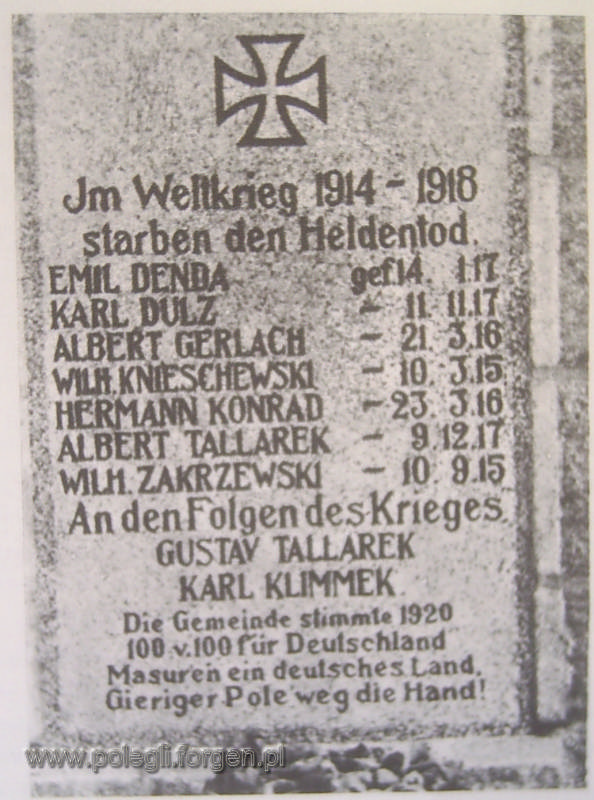 Jm Weltkrieg 1914 - 1918
starben den Heldentod.
EMIL DENDA gef.14. 1.17
KARL DULZ - 11. 11.17
ALBERT GERLACH - 21. 3.16
WILH. KNIESCHEWSKI - 10. 3.15
HERMANN KONRAD - 23. 3.16
ALBERT TALLAREK - 9.12.17
WILH. ZAKRZEWSKI - 10. 9.15
An den Folgen des Krieges
GUSTAV TALLAREK
KARL KLIMMEK
Die Gemeinde stimmte 1920
100 v.100 für Deutschland
Masuren ein deutsches Land,
Gieriger Pole weg die Hand!
www.polegli.forgen.pl